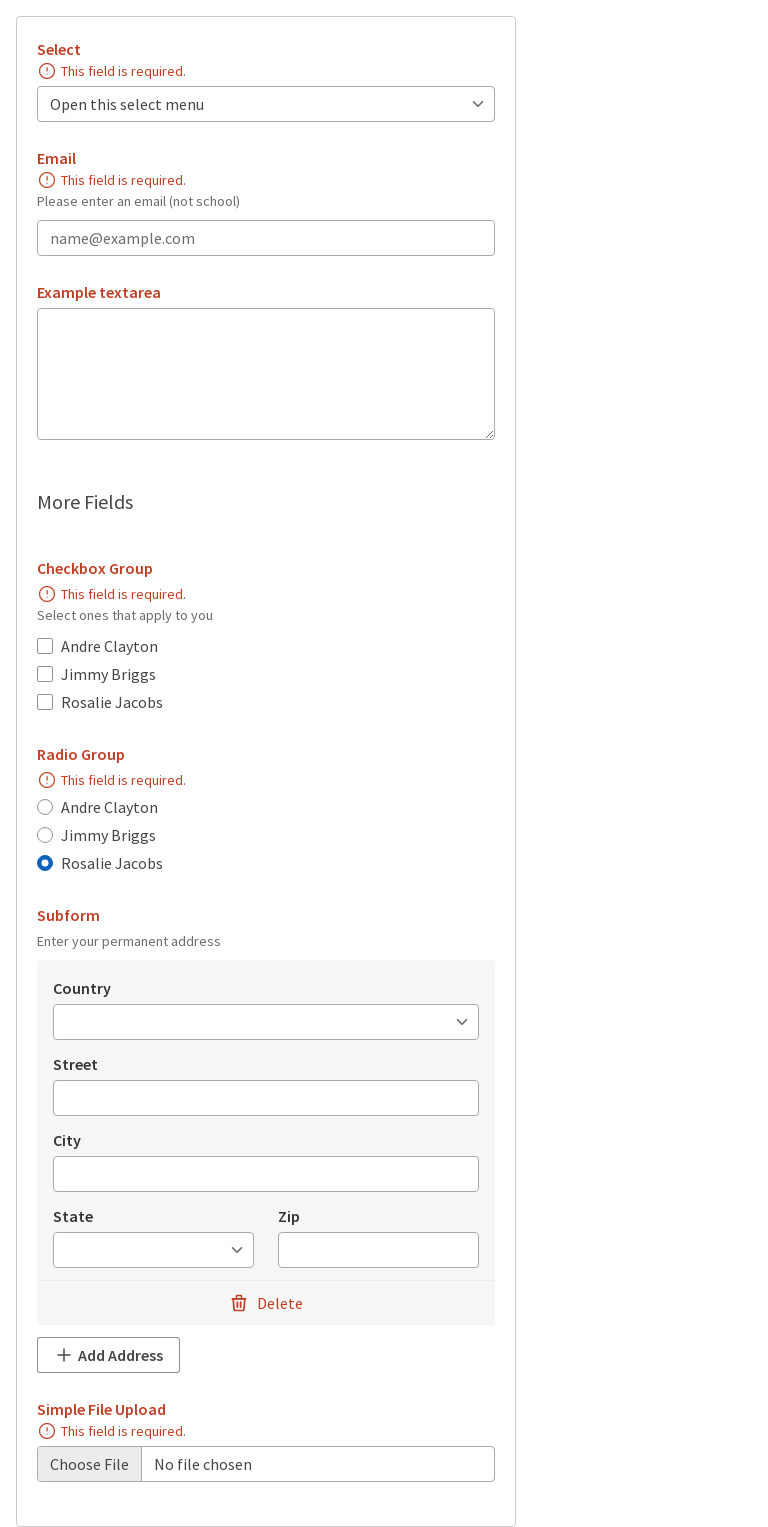 Select
This field is required.
Open this select menu
Email
This field is required.
Please enter an email (not school)
name@example.com
Example textarea
More Fields
Checkbox Group
This field is required.
Select ones that apply to you
Andre Clayton
Jimmy Briggs
Rosalie Jacobs
Radio Group
This field is required.
Andre Clayton
Jimmy Briggs
Rosalie Jacobs
Subform
Enter your permanent address
Country
Street
City
State Zip
Delete
Add Address
Simple File Upload
This field is required.
Choose File No file chosen